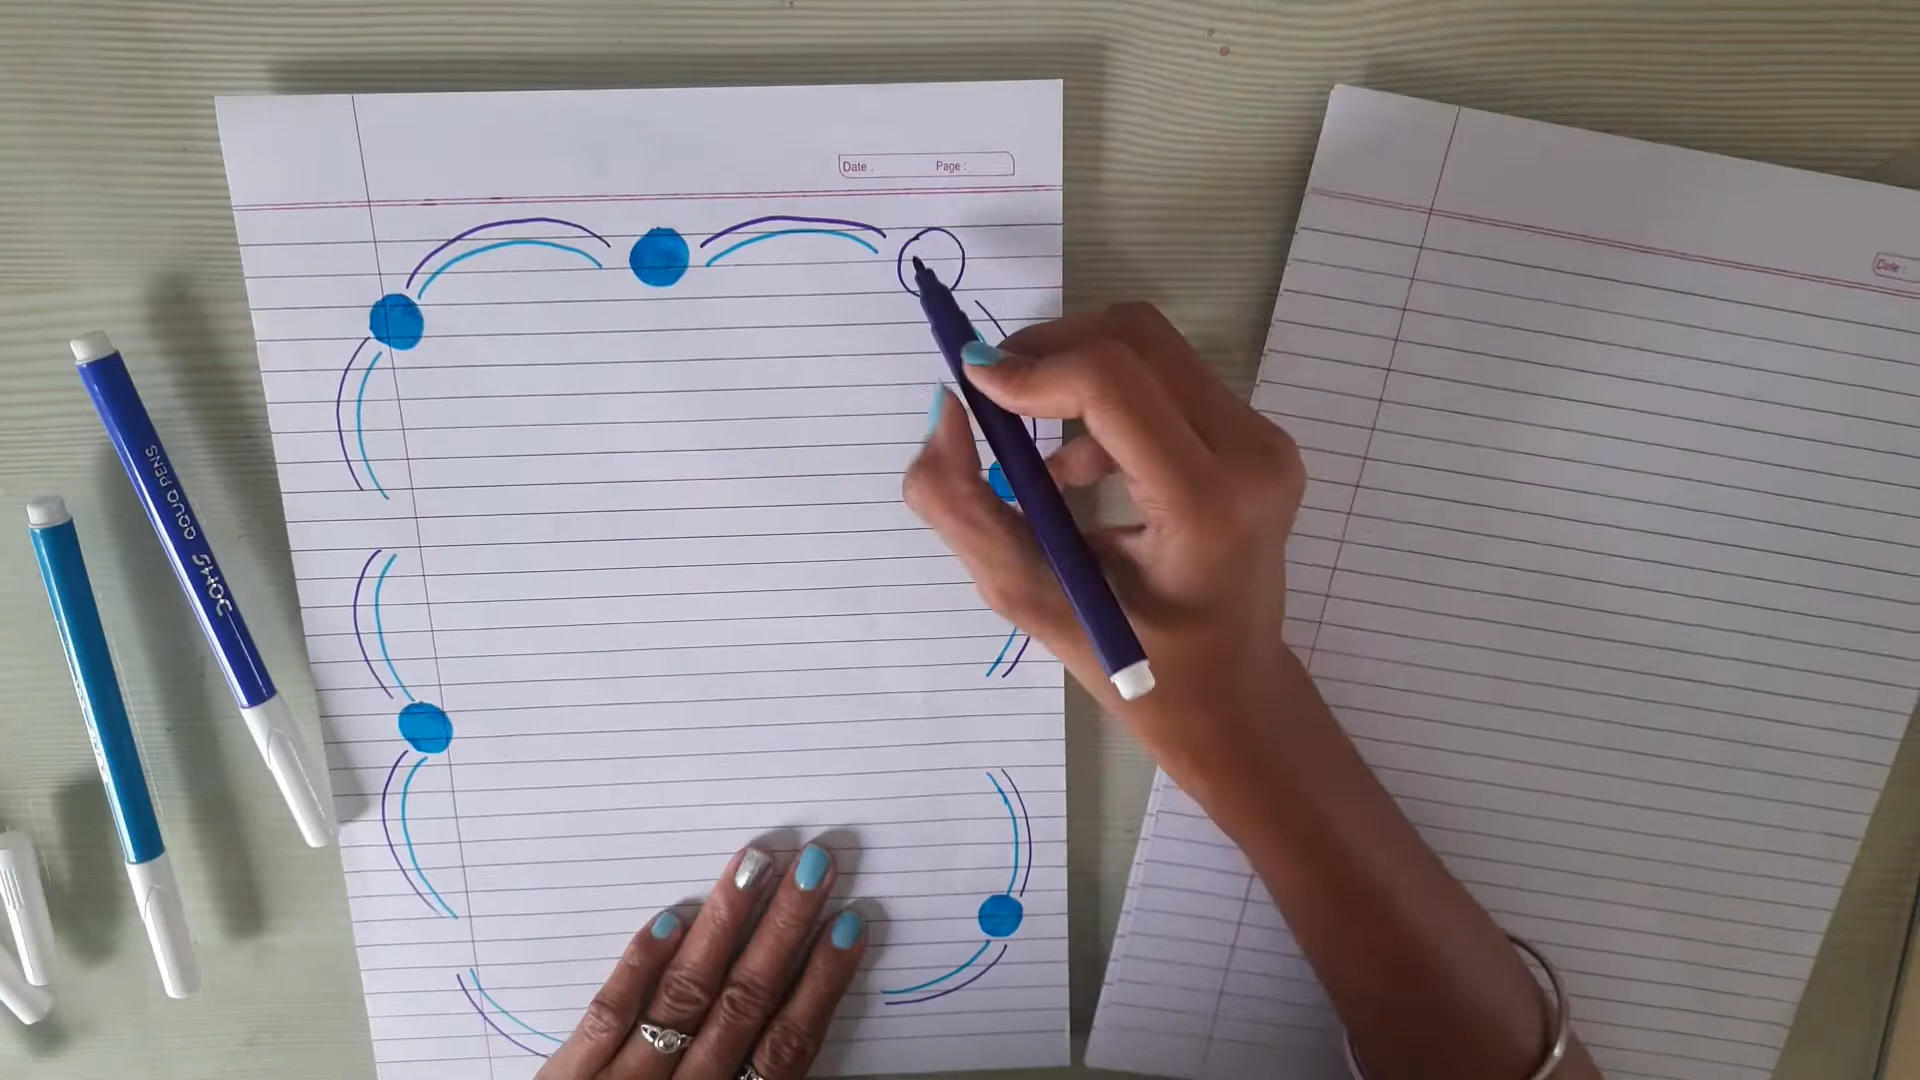 Date : Page :
Date :
DOMS AQUA PENS